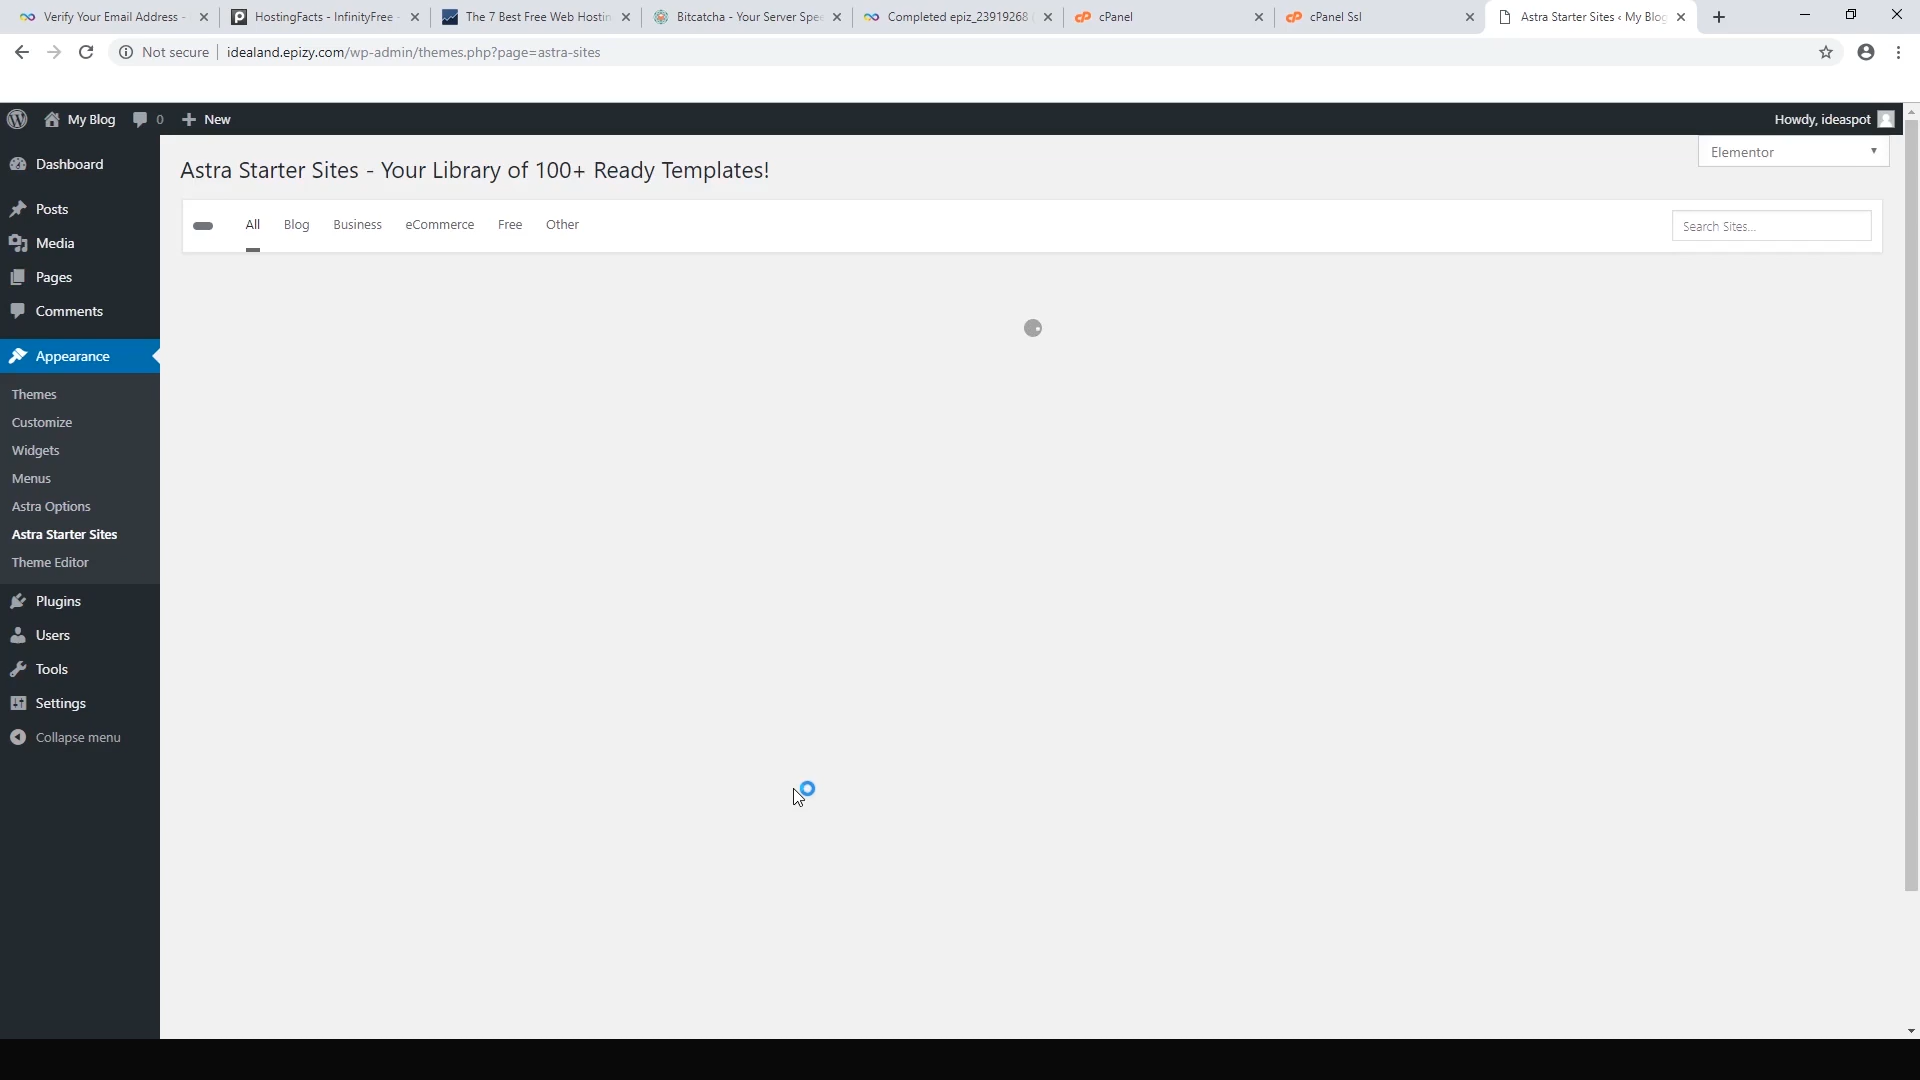 Verify Your Email Address -
HostingFacts - InfinityFree -
The 7 Best Free Web Hostin
Bitcatcha - Your Server Spee
Completed epiz_23919268
cPanel
cPanel Ssl
Astra Starter Sites ‹ My Blog
Not secure
idealand.epizy.com/wp-admin/themes.php?page=astra-sites
My Blog
0
New
Howdy, ideaspot
Dashboard
Posts
Media
Pages
Comments
Appearance
Themes
Customize
Widgets
Menus
Astra Options
Astra Starter Sites
Theme Editor
Plugins
Users
Tools
Settings
Collapse menu
Elementor
Astra Starter Sites - Your Library of 100+ Ready Templates!
All
Blog
Business
eCommerce
Free
Other
Search Sites...